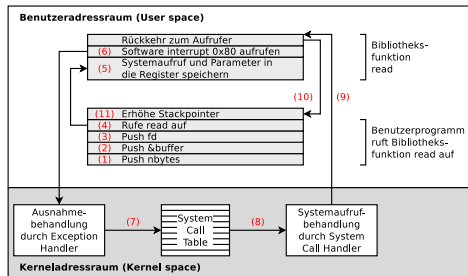 Benutzeradressraum (User space)
Rückkehr zum Aufrufer
(6) Software interrupt 0x80 aufrufen
(5) Systemaufruf und Parameter in
die Register speichern
Bibliotheks-
funktion
read
(10)
(9)
(11) Erhöhe Stackpointer
(4) Rufe read auf
(3) Push fd
(2) Push &buffer
(1) Push nbytes
Benutzerprogramm
ruft Bibliotheks-
funktion read auf
Ausnahme-
behandlung
durch Exception
Handler
(7)
System
Call
Table
(8)
Systemaufruf-
behandlung
durch System
Call Handler
Kerneladressraum (Kernel space)